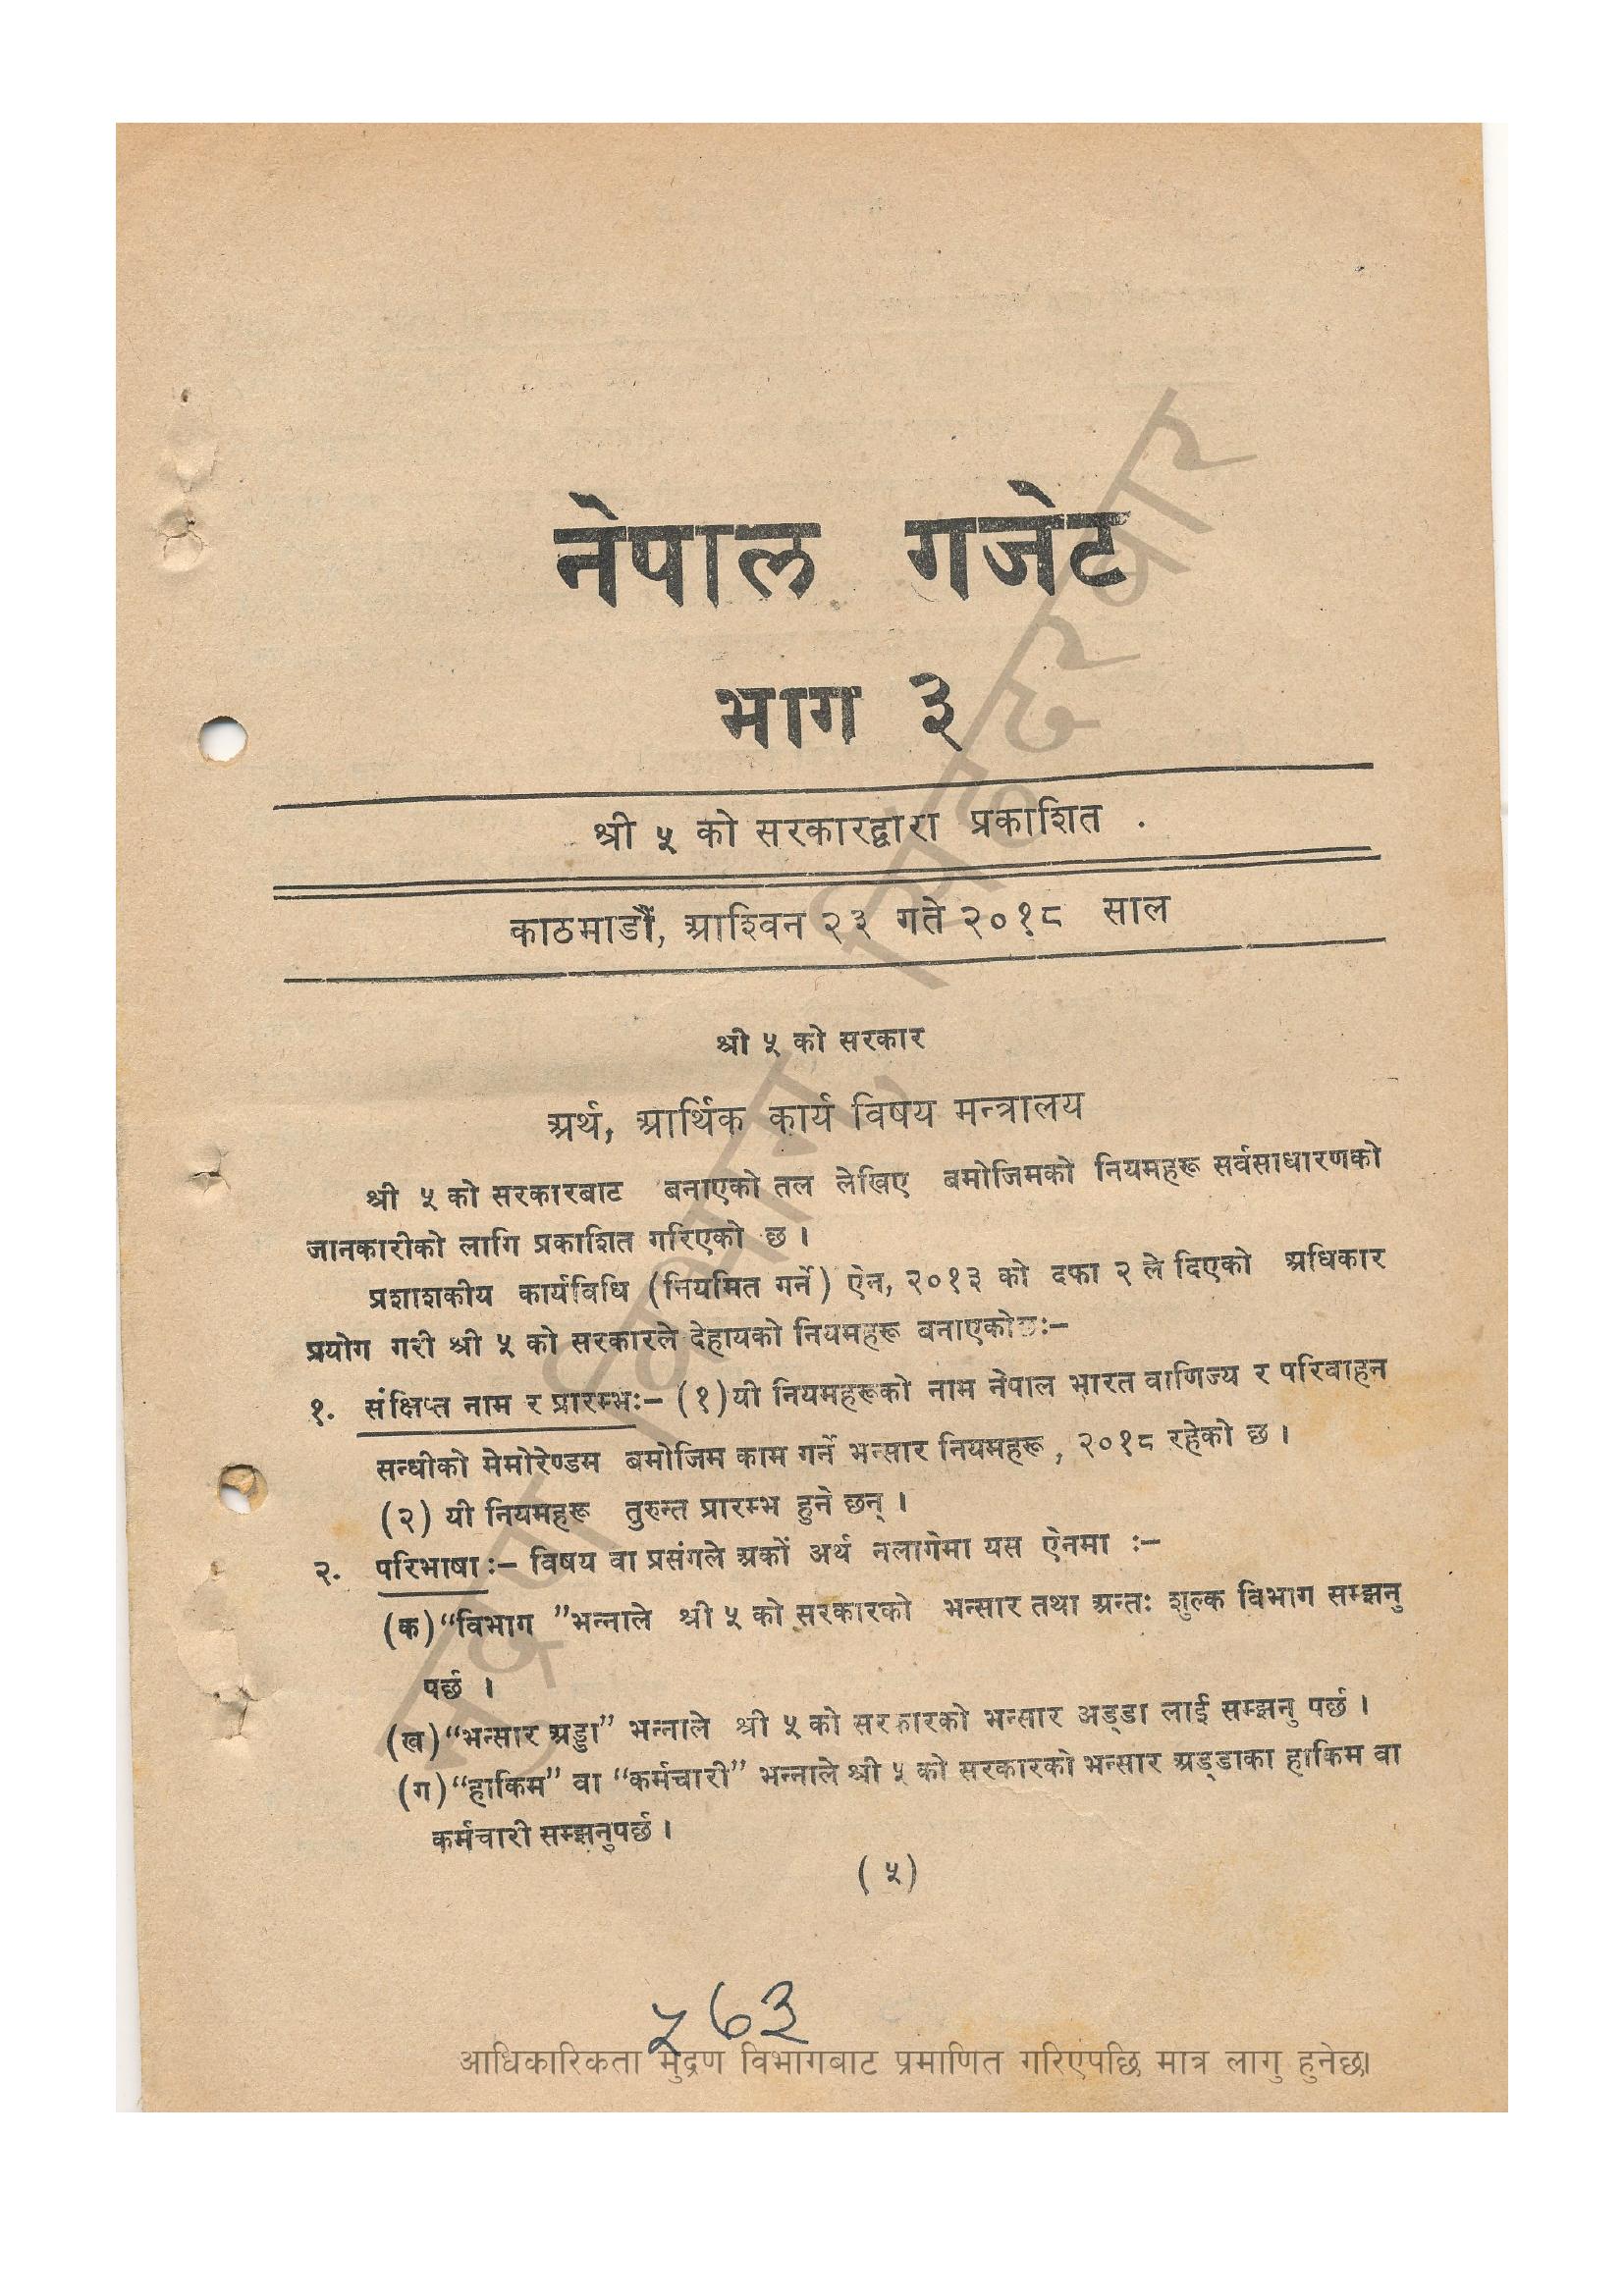 नेपाल गजेट
भाग ३
श्री ५ को सरकारद्वारा प्रकाशित .
काठमाडौं, आश्विन २३ गते २०१८ साल
श्री ५ को सरकार
अर्थ, आर्थिक कार्य विषय मन्त्रालय
श्री ५ को सरकारबाट बनाएको तल लेखिए बमोजिमको नियमहरू सर्वसाधारणको
जानकारीको लागि प्रकाशित गरिएको छ ।
प्रशाशकीय कार्यविधि (नियमित गर्ने) ऐन, २०१३ को दफा २ ले दिएको अधिकार
प्रयोग गरी श्री ५ को सरकारले देहायको नियमहरू बनाएकोछः—
१. संक्षिप्त नाम र प्रारम्भः— (१) यी नियमहरूको नाम नेपाल भारत वाणिज्य र परिवाहन
सन्धीको मेमोरेण्डम बमोजिम काम गर्ने भन्सार नियमहरू, २०१८ रहेको छ ।
(२) यी नियमहरू तुरुन्त प्रारम्भ हुने छन् ।
२. परिभाषा :— विषय वा प्रसंगले अर्को अर्थ नलागेमा यस ऐनमा :—
(क) “विभाग ” भन्नाले श्री ५ को सरकारको भन्सार तथा अन्तः शुल्क विभाग सम्झनु
पर्छ ।
(ख) “भन्सार अड्डा” भन्नाले श्री ५ को सरकारको भन्सार अड्डा लाई सम्झनु पर्छ ।
(ग) “हाकिम” वा “कर्मचारी” भन्नाले श्री ५ को सरकारको भन्सार अड्डाका हाकिम वा
कर्मचारी सम्झनुपर्छ ।
(५)
५७३
आधिकारिकता मुद्रण विभागबाट प्रमाणित गरिएपछि मात्र लागु हुनेछ।
मुद्रण विभाग, सिंहदरबार